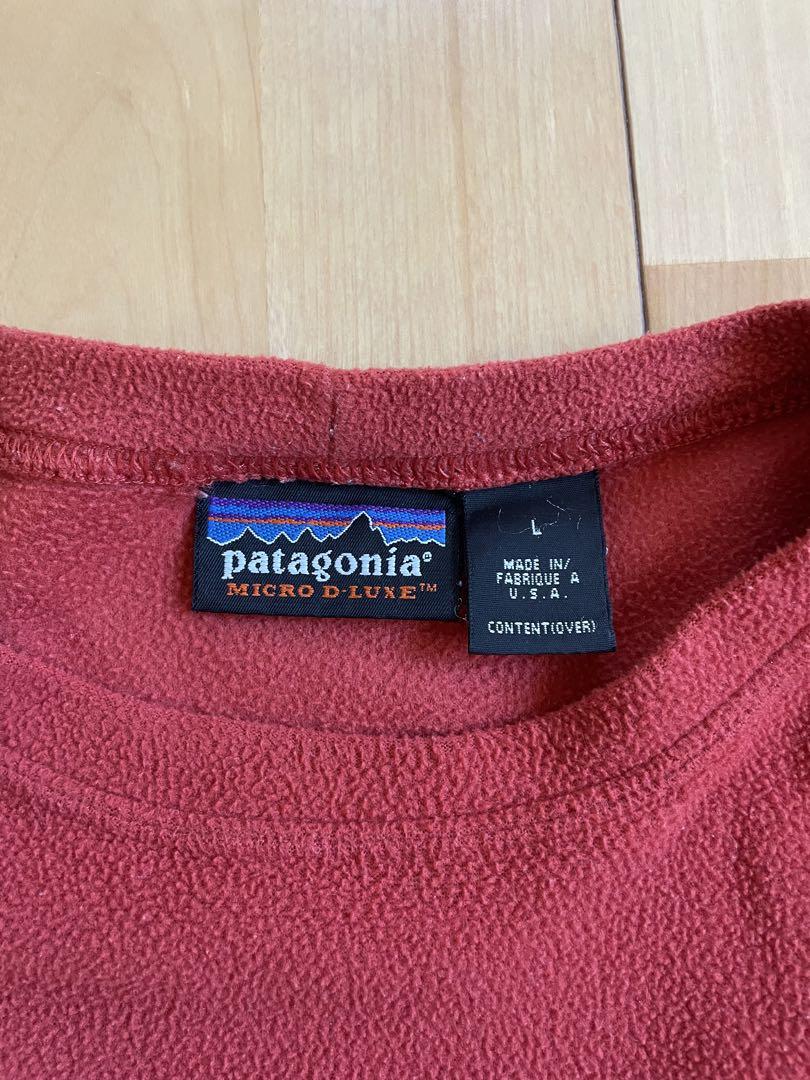 patagonia®
MICRO D-LUXE™
L
MADE IN/
FABRIQUE A
U.S.A.
CONTENT(OVER)